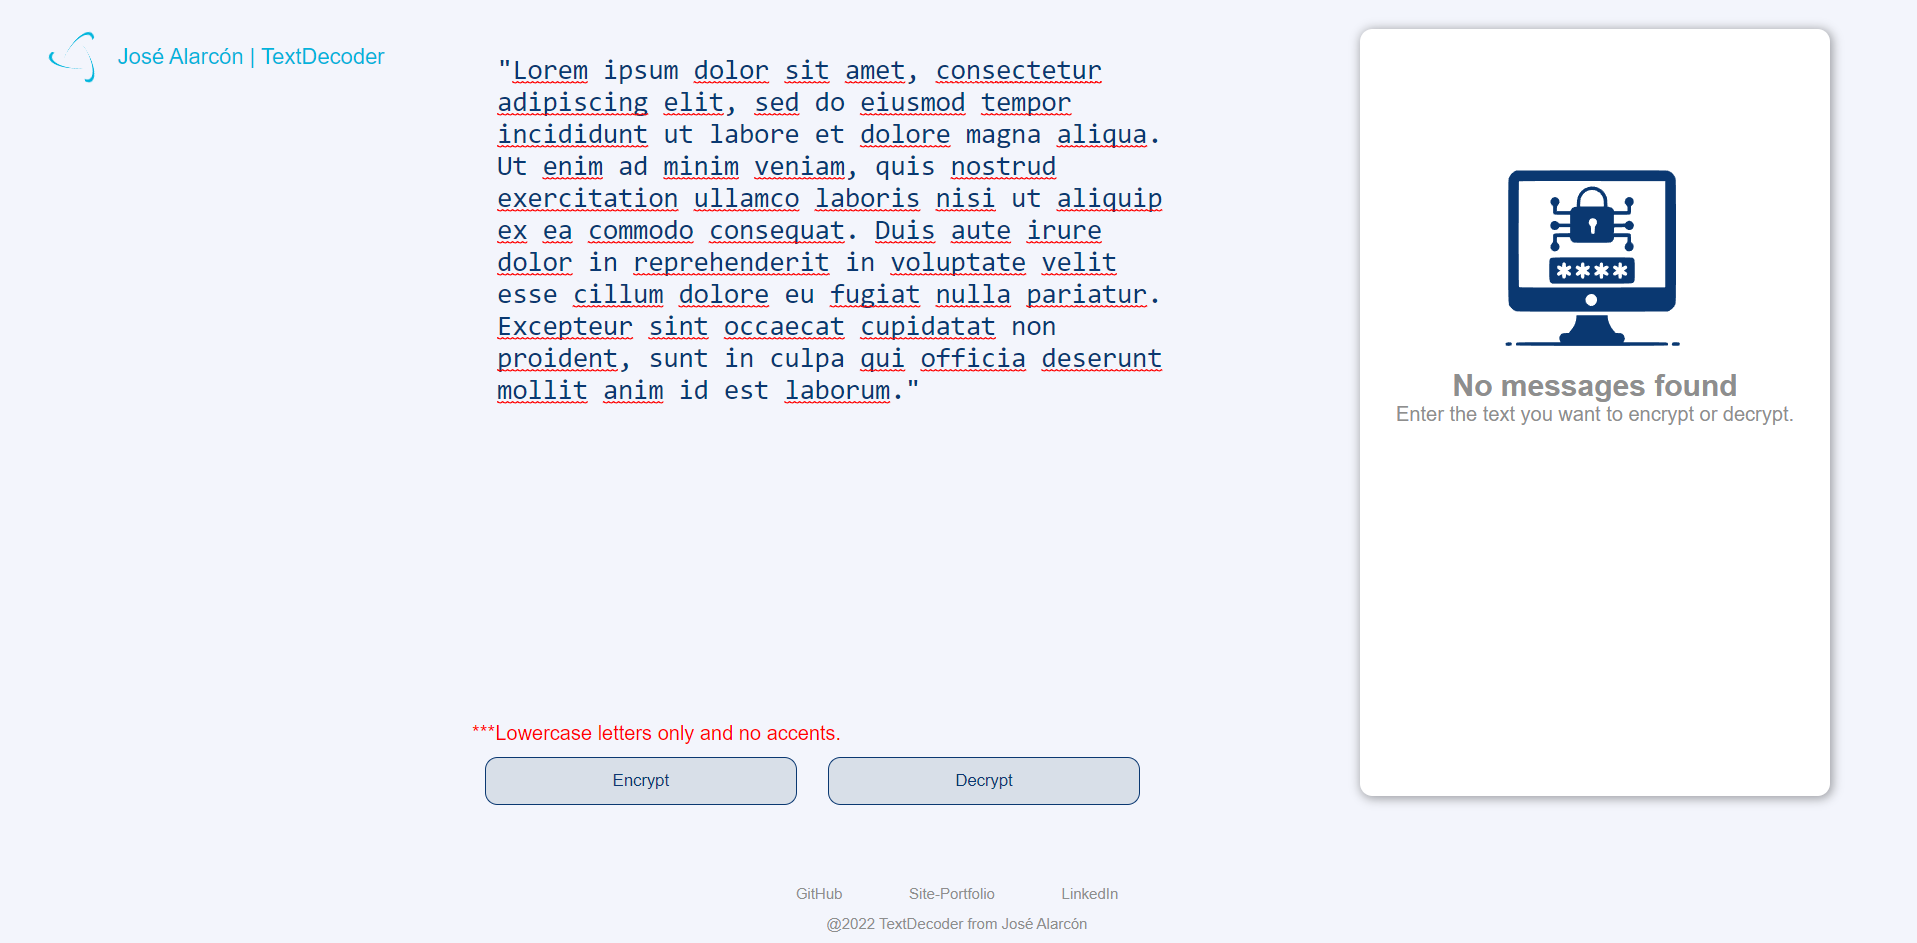 José Alarcón | TextDecoder
"Lorem ipsum dolor sit amet, consectetur
adipiscing elit, sed do eiusmod tempor
incididunt ut labore et dolore magna aliqua.
Ut enim ad minim veniam, quis nostrud
exercitation ullamco laboris nisi ut aliquip
ex ea commodo consequat. Duis aute irure
dolor in reprehenderit in voluptate velit
esse cillum dolore eu fugiat nulla pariatur.
Excepteur sint occaecat cupidatat non
proident, sunt in culpa qui officia deserunt
mollit anim id est laborum."
***Lowercase letters only and no accents.
Encrypt
Decrypt
****
No messages found
Enter the text you want to encrypt or decrypt.
GitHub
Site-Portfolio
LinkedIn
@2022 TextDecoder from José Alarcón